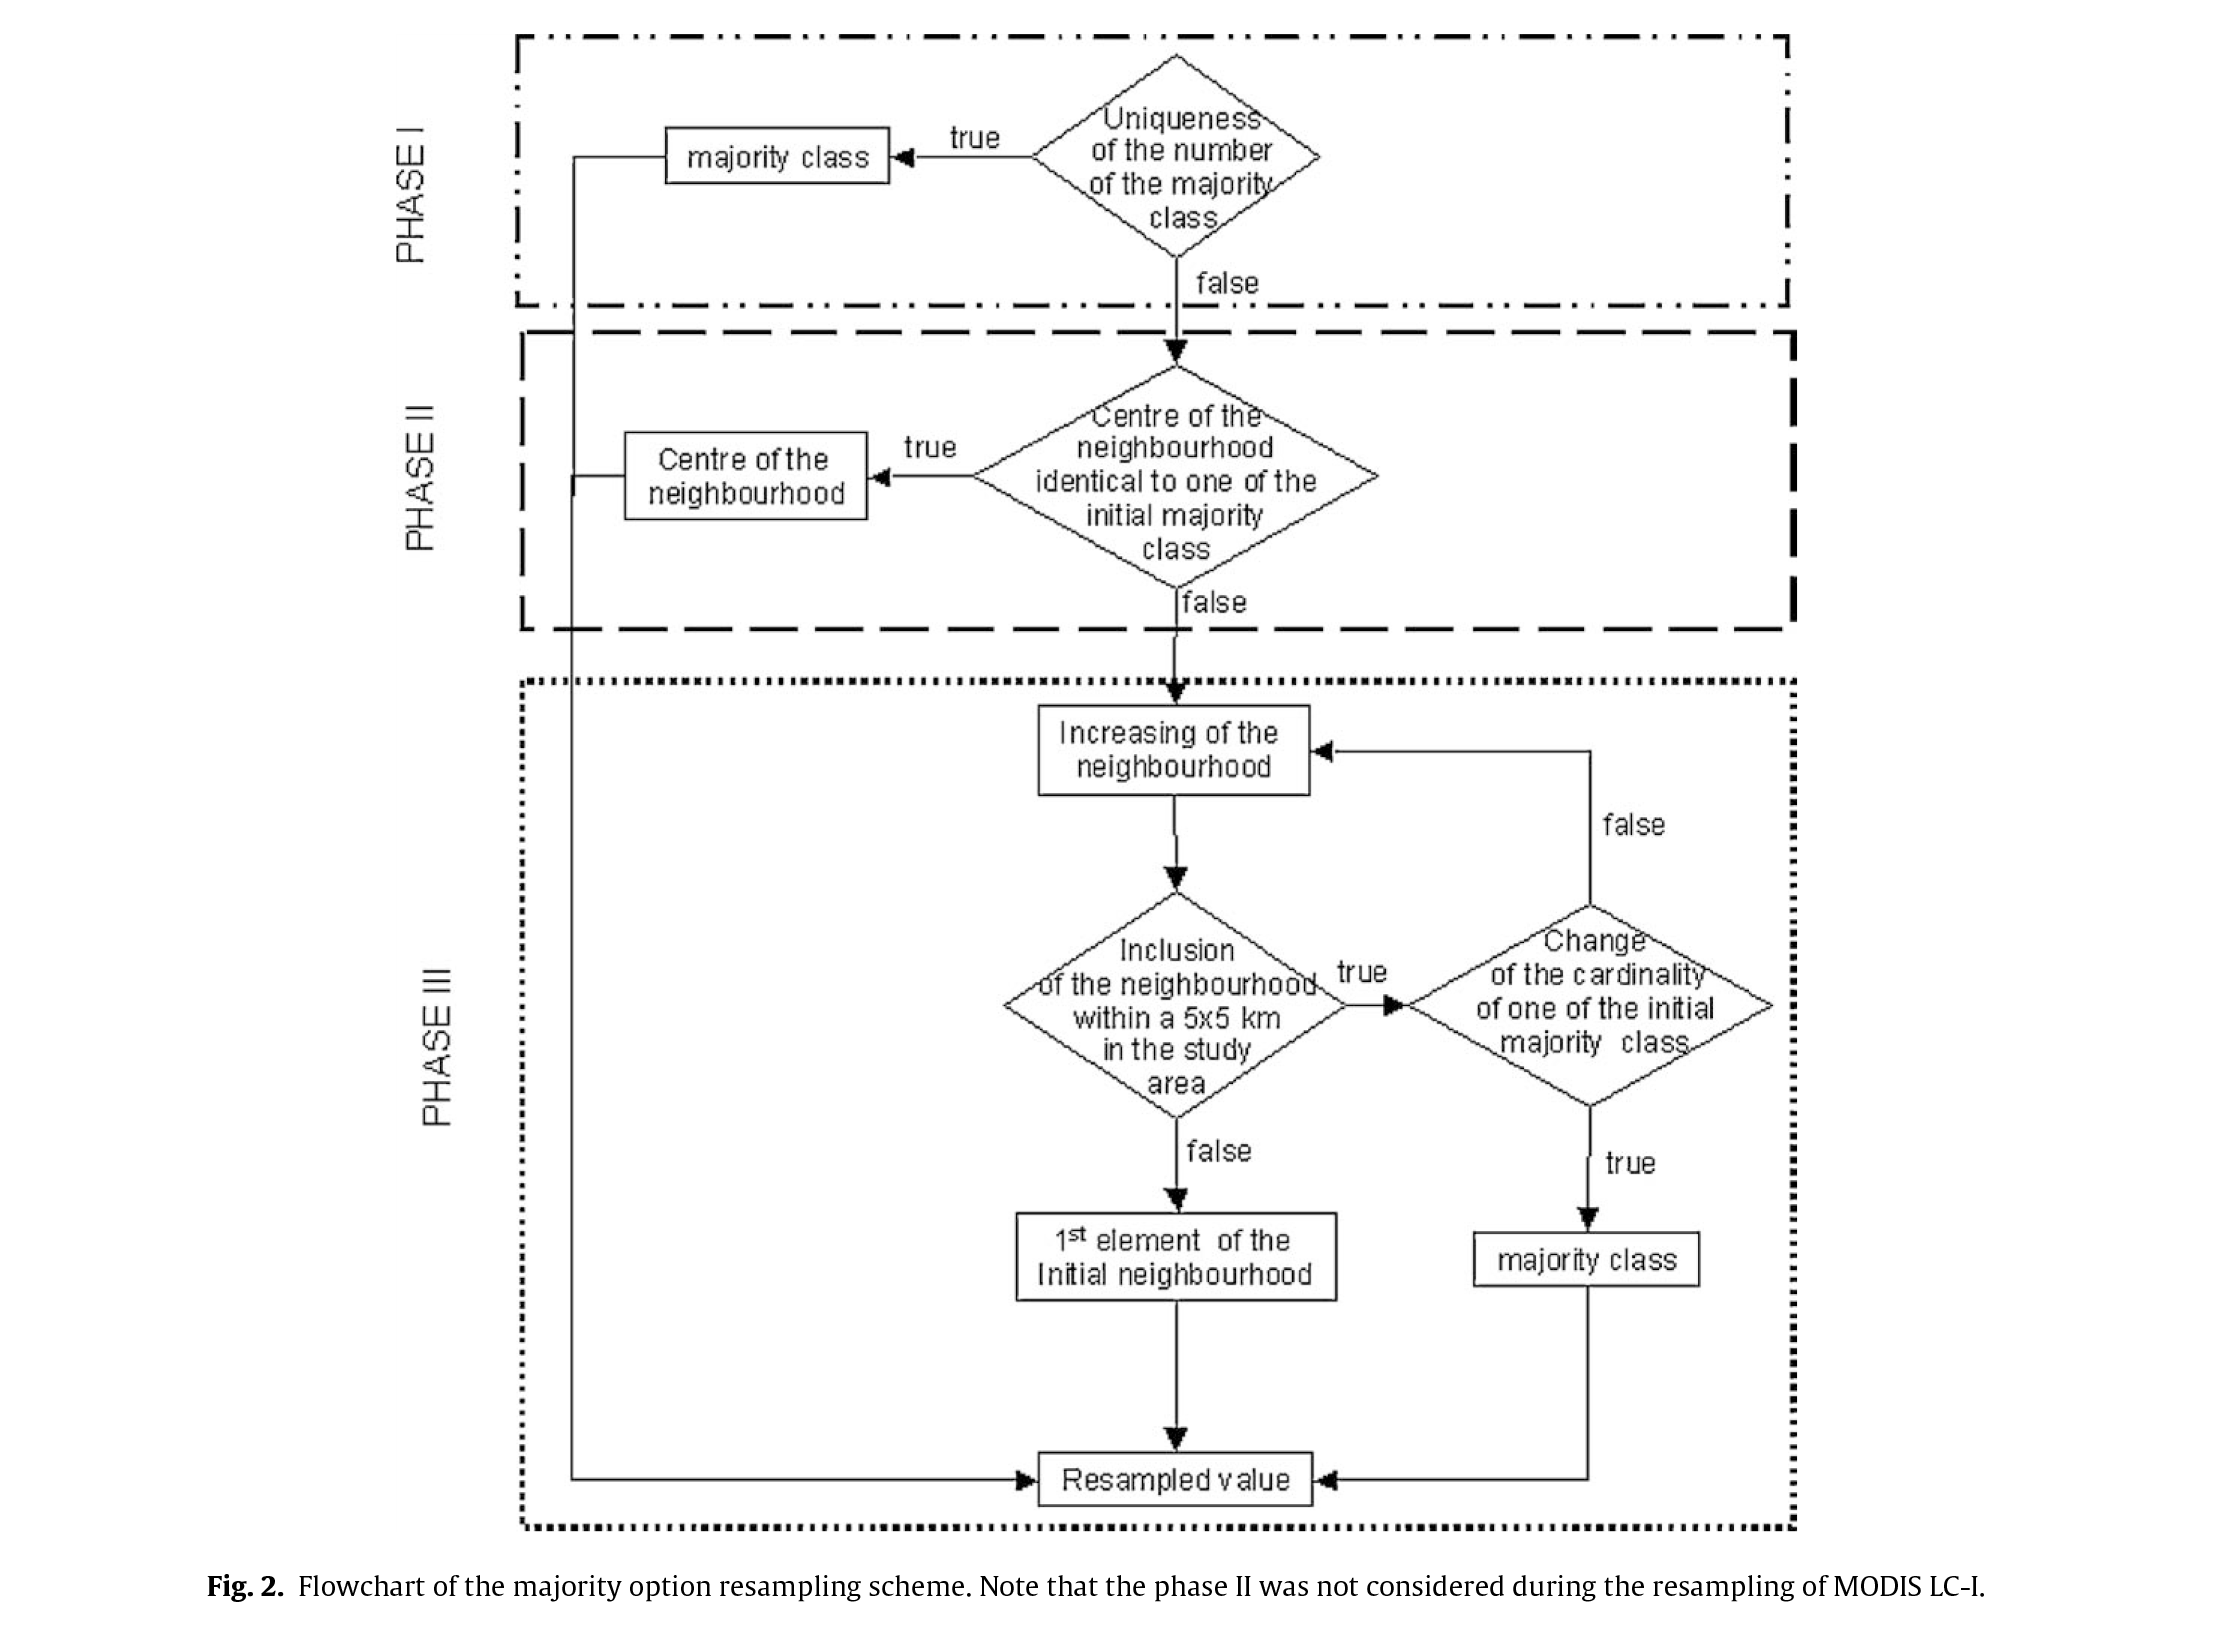 PHASE I
Uniqueness
of the number
of the majority
class
true
majority class
false
PHASE II
Centre of the
neighbourhood
identical to one of the
initial majority
class
true
Centre of the
neighbourhood
false
PHASE III
Increasing of the
neighbourhood
false
Inclusion
of the neighbourhood
within a 5x5 km
in the study
area
true
Change
of the cardinality
of one of the initial
majority class
false
true
1st element of the
Initial neighbourhood
majority class
Resampled value
Fig. 2. Flowchart of the majority option resampling scheme. Note that the phase II was not considered during the resampling of MODIS LC-I.